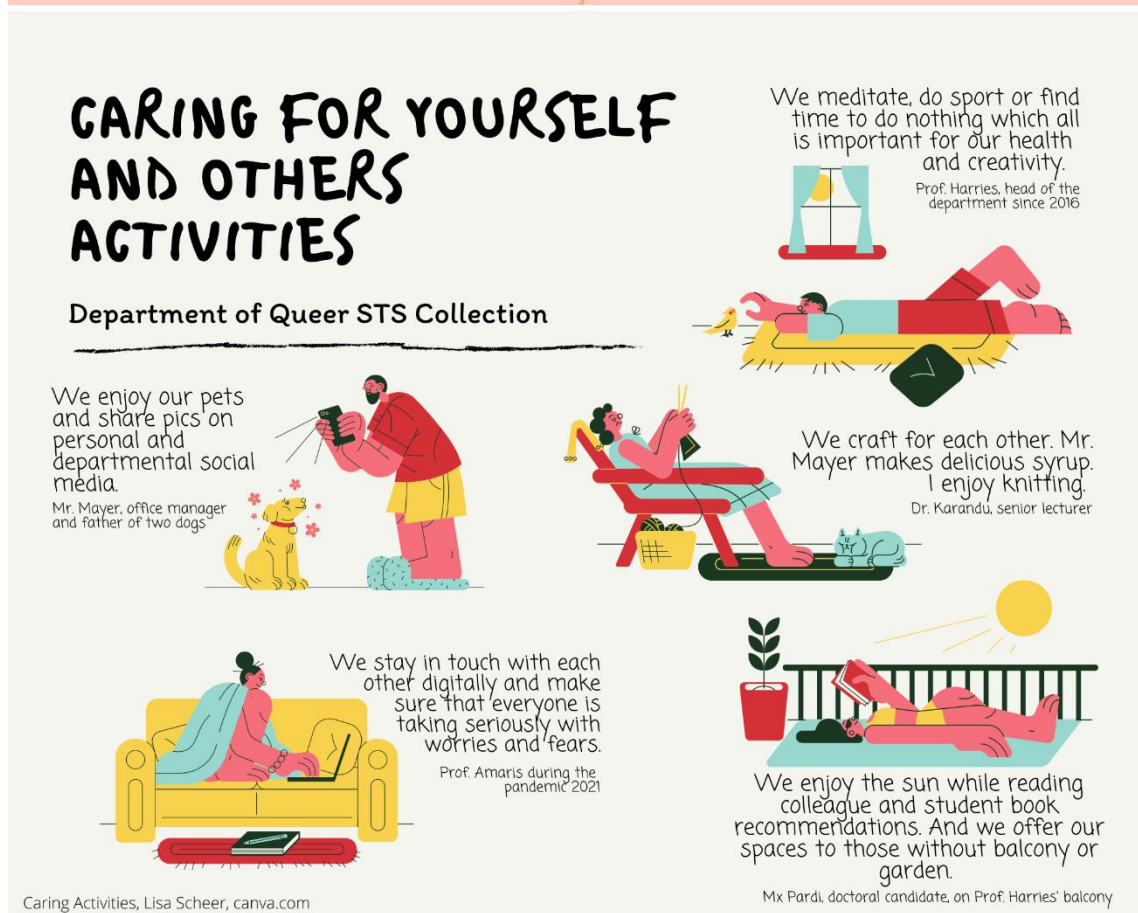 CARING FOR YOURSELF
AND OTHERS
ACTIVITIES
Department of Queer STS Collection
We meditate, do sport or find
time to do nothing which all
is important for our health
and creativity.
Prof. Harries, head of the
department since 2016
We enjoy our pets
and share pics on
personal and
departmental social
media.
Mr. Mayer, office manager
and father of two dogs
We craft for each other. Mr.
Mayer makes delicious syrup.
I enjoy knitting.
Dr. Karandu, senior lecturer
We stay in touch with each
other digitally and make
sure that everyone is
taking seriously with
worries and fears.
Prof. Amaris during the
pandemic 2021
We enjoy the sun while reading
colleague and student book
recommendations. And we offer our
spaces to those without balcony or
garden.
Mx Pardi, doctoral candidate, on Prof. Harries' balcony
Caring Activities, Lisa Scheer, canva.com